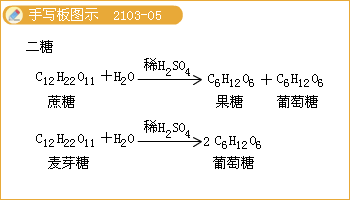 手写板图示 2103-05
二糖
C12H22O11 +H2O 稀H2SO4 → C6H12O6 + C6H12O6
蔗糖 果糖 葡萄糖
C12H22O11 +H2O 稀H2SO4 → 2 C6H12O6
麦芽糖 葡萄糖